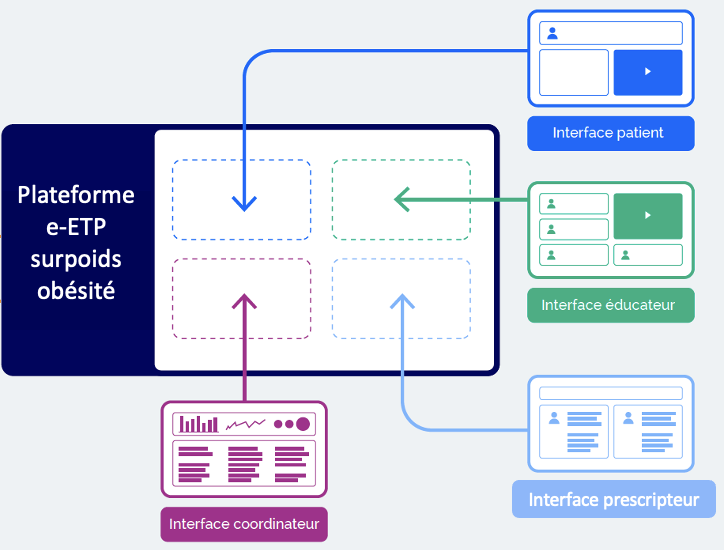 Plateforme
e-ETP
surpoids
obésité
Interface patient
Interface éducateur
Interface prescripteur
Interface coordinateur